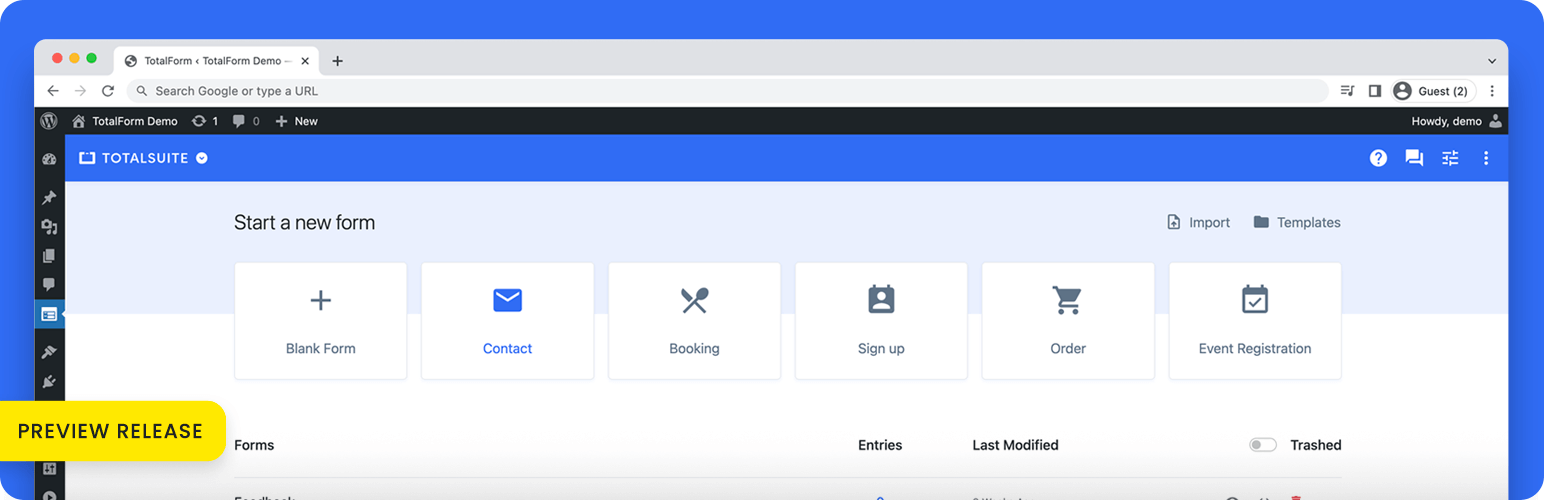 TotalForm ‹ TotalForm Demo —
Search Google or type a URL
Guest (2)
TotalForm Demo 1 0 New
Howdy, demo
TOTALSUITE
Start a new form
Import Templates
Blank Form
Contact
Booking
Sign up
Order
Event Registration
PREVIEW RELEASE
Forms Entries Last Modified Trashed